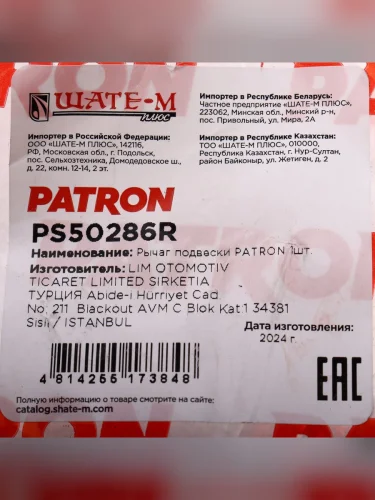 ШАТЕ-М
плюс
Импортер в Российской Федерации:
ООО «ШАТЕ-М ПЛЮС», 142116,
РФ, Московская обл., г. Подольск,
пос. Сельхозтехника, Домодедовское ш.,
д. 22, комн. 12-14, 2 эт.
Импортер в Республике Беларусь:
Частное предприятие «ШАТЕ-М ПЛЮС»,
223062, Минская обл., Минский р-н,
пос. Привольный, ул. Мира, 2А
Импортер в Республике Казахстан:
ТОО «ШАТЕ-М ПЛЮС», 010000,
Республика Казахстан, г. Нур-Султан,
район Байконыр, ул. Жетиген, д. 2
PATRON
PS50286R
Наименование: Рычаг подвески PATRON 1шт.
Изготовитель: LIM OTOMOTIV
TICARET LIMITED SIRKETIA
ТУРЦИЯ Abide-i Hürriyet Cad.
No: 211 Blackout AVM C Blok Kat:1 34381
Sisli / ISTANBUL
Дата изготовления:
2024 г.
4 814255 173848
EAC
Полную информацию
о товаре смотрите на сайте
catalog.shate-m.com